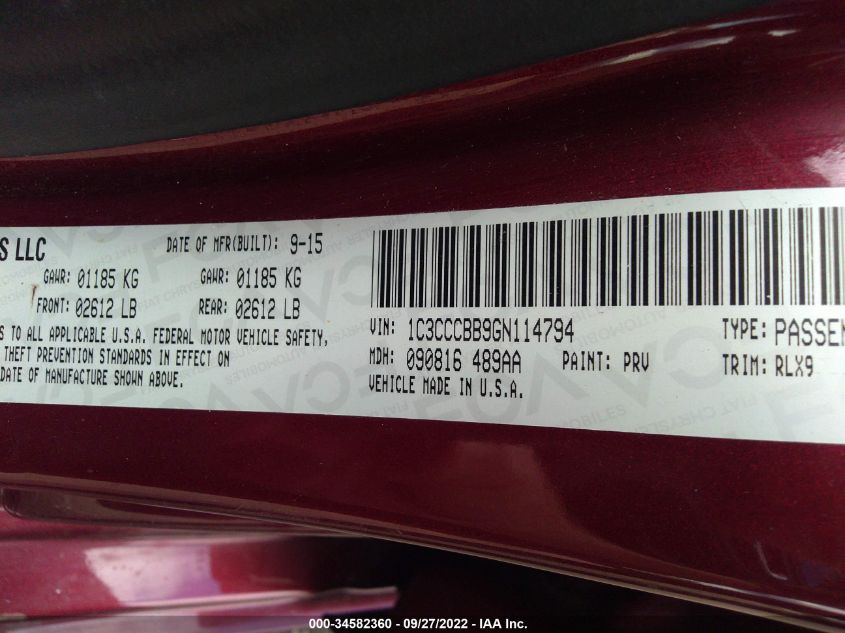 S LLC
DATE OF MFR(BUILT): 9-15
GAWR: 01185 KG GAWR: 01185 KG
FRONT: 02612 LB REAR: 02612 LB
S TO ALL APPLICABLE U.S.A. FEDERAL MOTOR VEHICLE SAFETY,
THEFT PREVENTION STANDARDS IN EFFECT ON
DATE OF MANUFACTURE SHOWN ABOVE.
VIN: 1C3CCCBB9GN114794 TYPE: PASSEN
MDH: 090816 489AA PAINT: PRV TRIM: RLX9
VEHICLE MADE IN U.S.A.
000-34582360 - 09/27/2022 - IAA Inc.